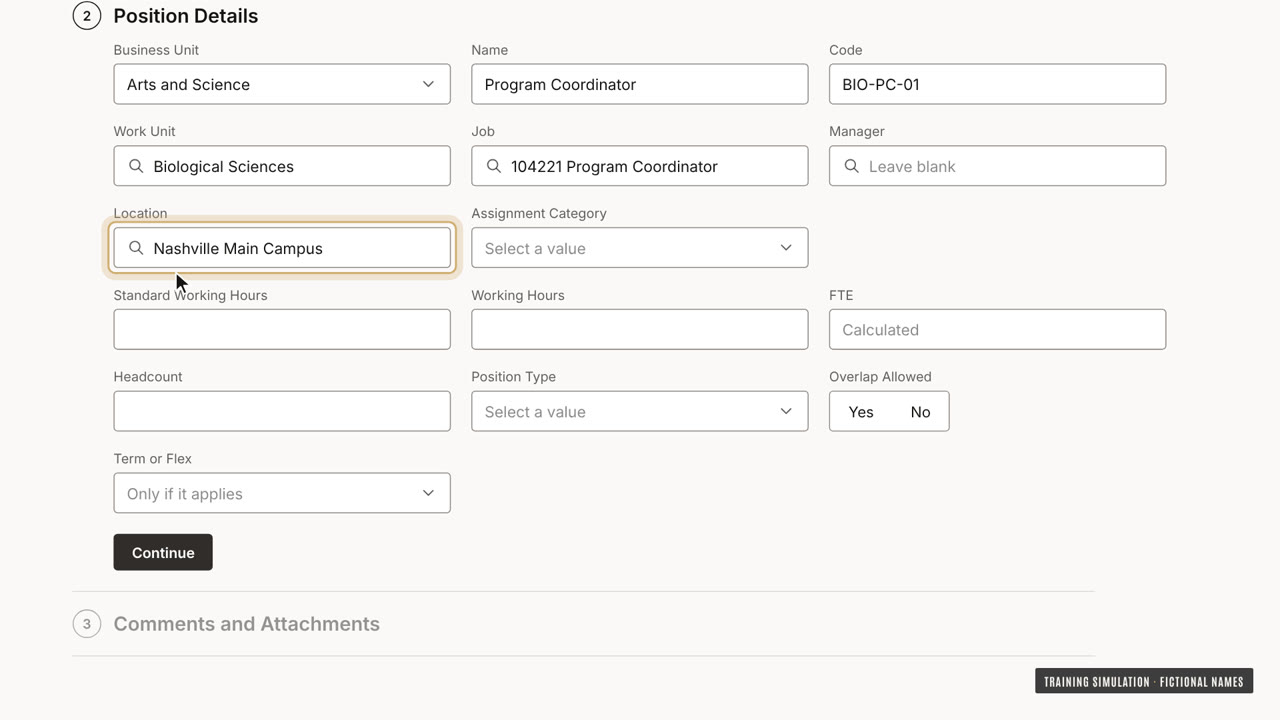 2 Position Details
Business Unit Name Code
Arts and Science Program Coordinator BIO-PC-01
Work Unit Job Manager
Biological Sciences 104221 Program Coordinator Leave blank
Location Assignment Category
Nashville Main Campus Select a value
Standard Working Hours Working Hours FTE
Calculated
Headcount Position Type Overlap Allowed
Select a value Yes No
Term or Flex
Only if it applies
Continue
3 Comments and Attachments
TRAINING SIMULATION · FICTIONAL NAMES